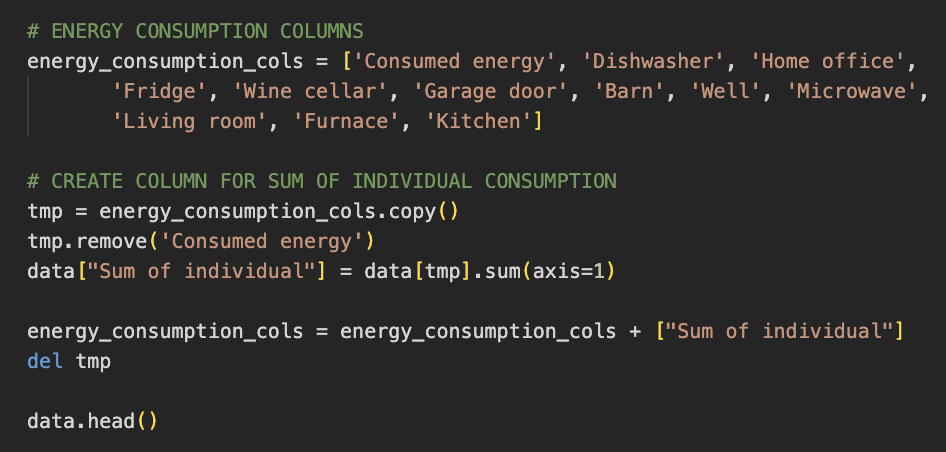 # ENERGY CONSUMPTION COLUMNS
energy_consumption_cols = ['Consumed energy', 'Dishwasher', 'Home office',
'Fridge', 'Wine cellar', 'Garage door', 'Barn', 'Well', 'Microwave',
'Living room', 'Furnace', 'Kitchen']
# CREATE COLUMN FOR SUM OF INDIVIDUAL CONSUMPTION
tmp = energy_consumption_cols.copy()
tmp.remove('Consumed energy')
data["Sum of individual"] = data[tmp].sum(axis=1)
energy_consumption_cols = energy_consumption_cols + ["Sum of individual"]
del tmp
data.head()